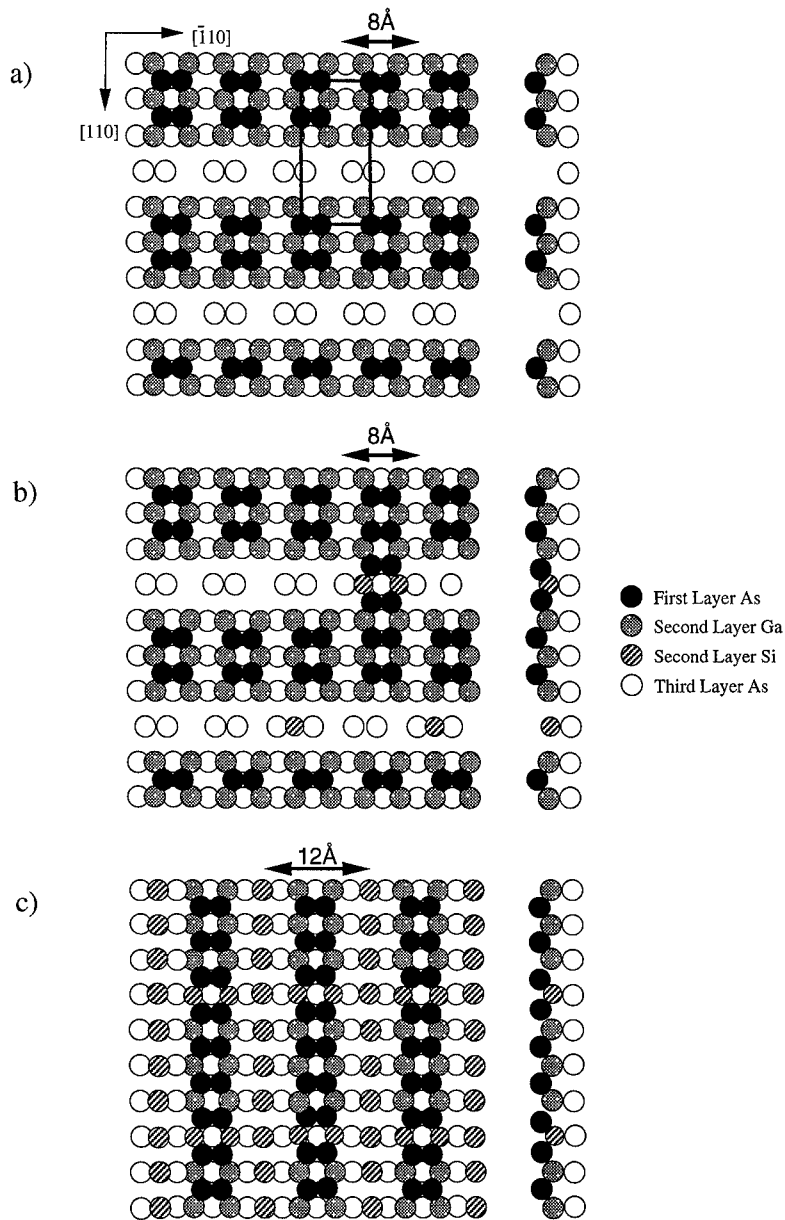 8Å
[1̄10]
a)
[110]
8Å
b)
First Layer As
Second Layer Ga
Second Layer Si
Third Layer As
12Å
c)